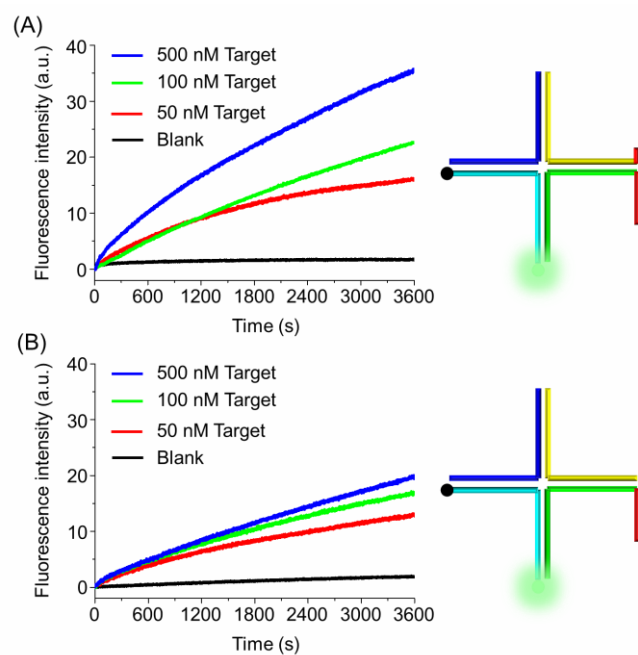 (A)
40
30
20
10
0
Fluorescence intensity (a.u.)
500 nM Target
100 nM Target
50 nM Target
Blank
0 600 1200 1800 2400 3000 3600
Time (s)
(B)
40
30
20
10
0
Fluorescence intensity (a.u.)
500 nM Target
100 nM Target
50 nM Target
Blank
0 600 1200 1800 2400 3000 3600
Time (s)